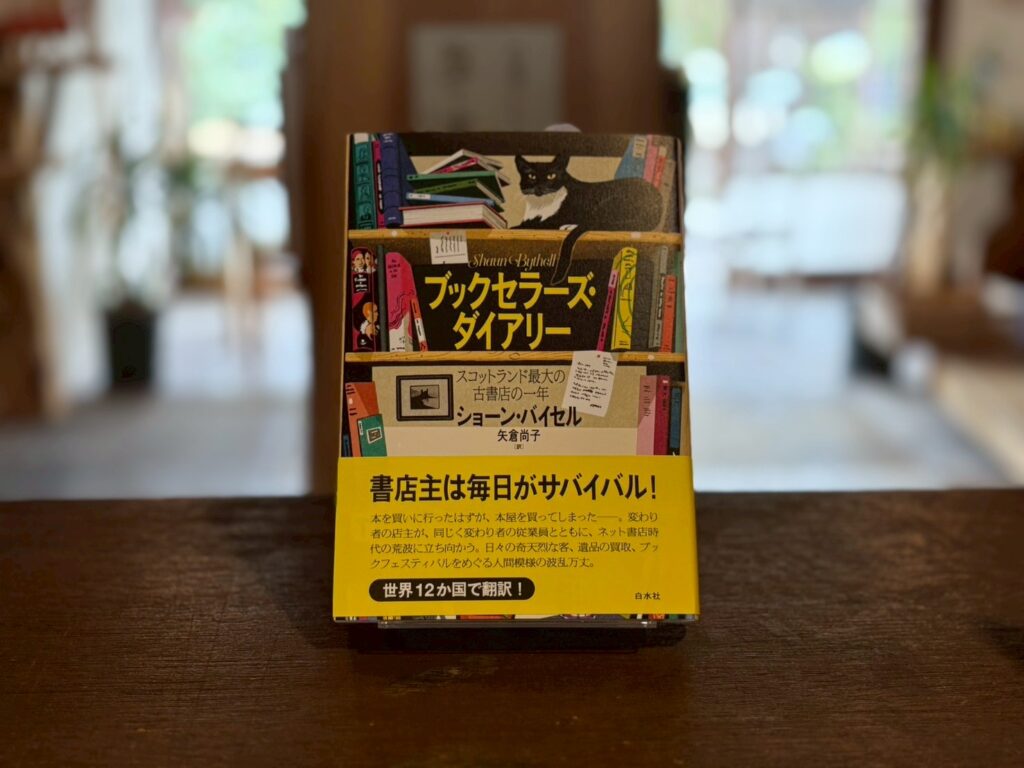 Shaun Bythell
ブックセラーズ・
ダイアリー
スコットランド最大の
古書店の一年
ショーン・バイセル
矢倉尚子
［訳］
書店主は毎日がサバイバル！
本を買いに行ったはずが、本屋を買ってしまった——。変わり
者の店主が、同じく変わり者の従業員とともに、ネット書店時
代の荒波に立ち向かう。日々の奇天烈な客、遺品の買取、ブッ
クフェスティバルをめぐる人間模様の波乱万丈。
世界12か国で翻訳！
白水社